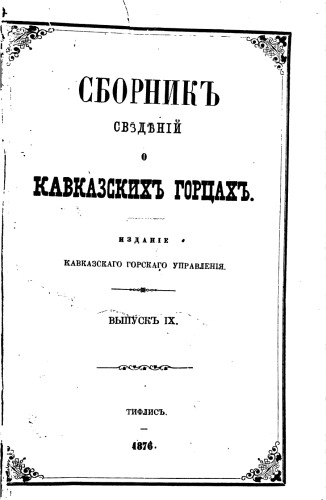 СБОРНИКЪ
СВѢДѢНІЙ
О
КАВКАЗСКИХЪ ГОРЦАХЪ.
ИЗДАНІЕ
КАВКАЗСКАГО ГОРСКАГО УПРАВЛЕНІЯ.
ВЫПУСКЪ IX.
ТИФЛИСЪ.
1876